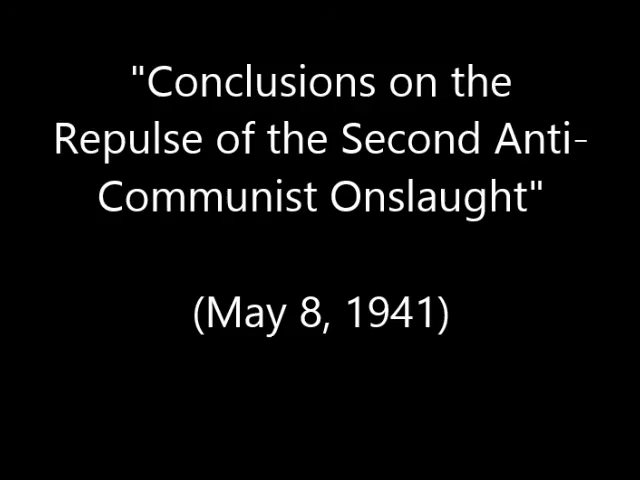 "Conclusions on the
Repulse of the Second Anti-
Communist Onslaught"
(May 8, 1941)